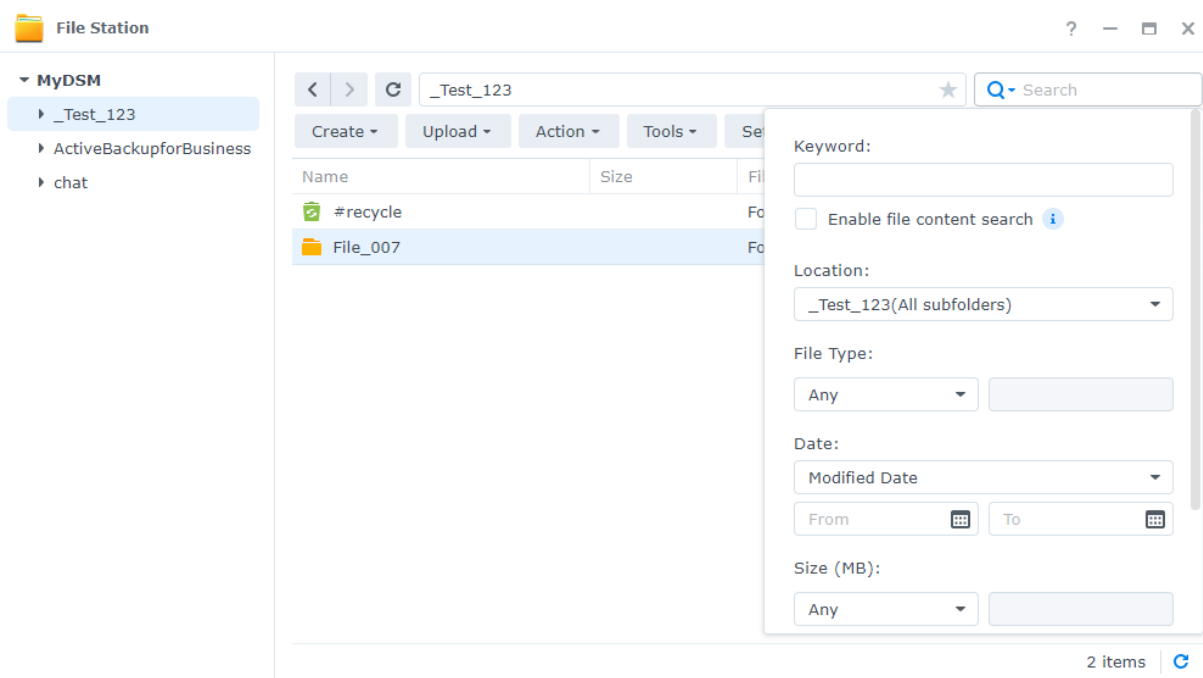 File Station
?
MyDSM
_Test_123
ActiveBackupforBusiness
chat
_Test_123
Search
Create
Upload
Action
Tools
Name
Size
#recycle
File_007
Keyword:
Enable file content search i
Location:
_Test_123(All subfolders)
File Type:
Any
Date:
Modified Date
From
To
Size (MB):
Any
2 items